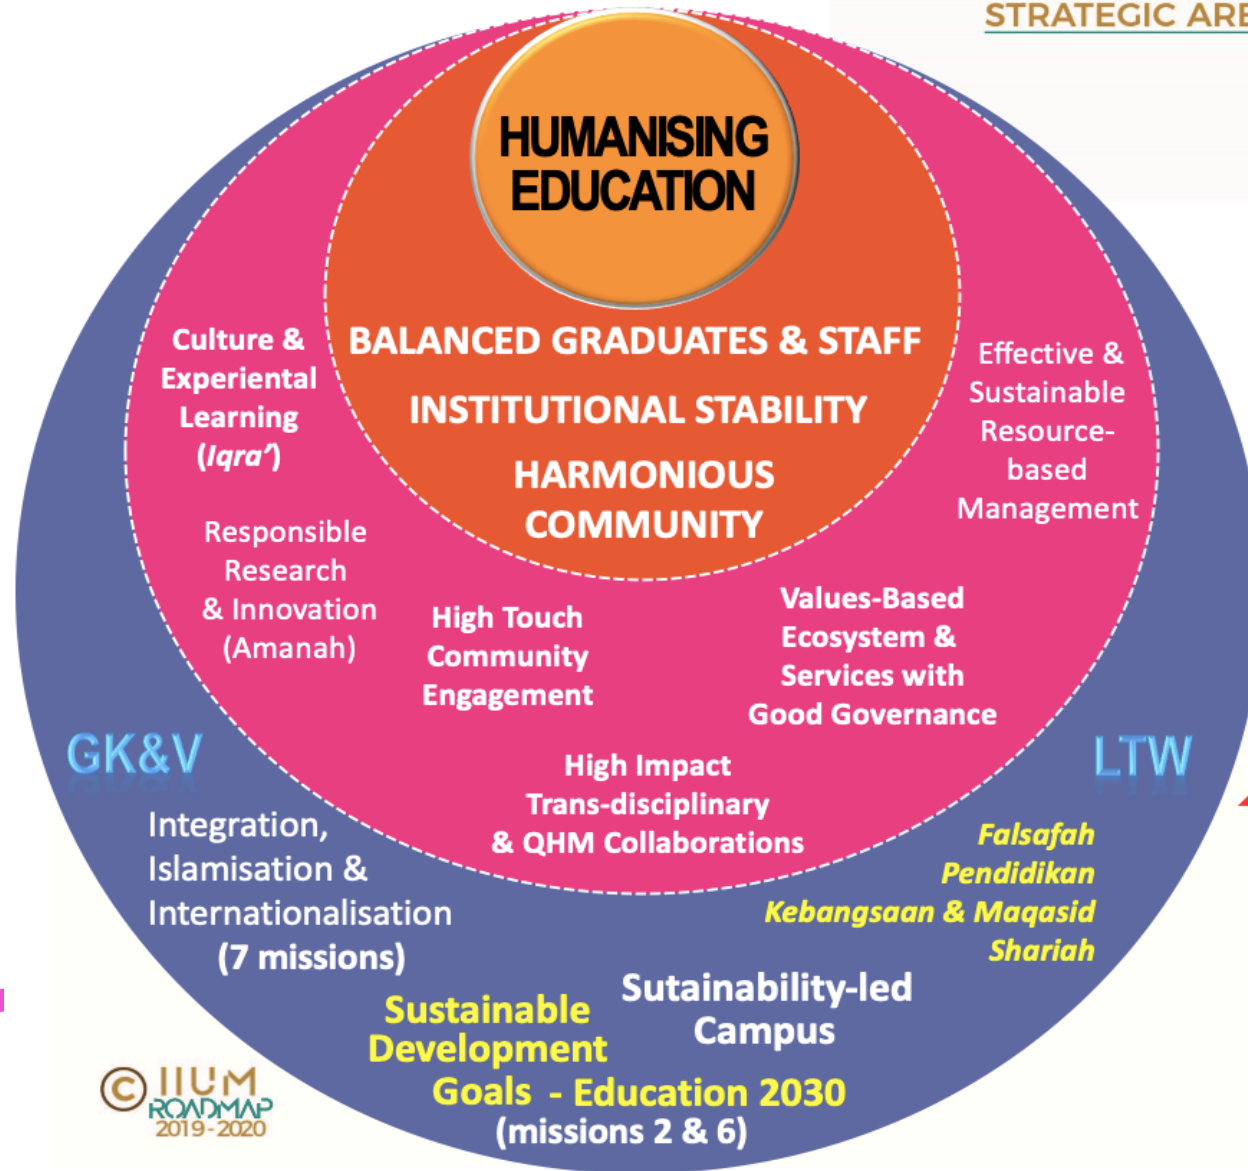 STRATEGIC ARE
HUMANISING
EDUCATION
BALANCED GRADUATES & STAFF
INSTITUTIONAL STABILITY
HARMONIOUS
COMMUNITY
Culture &
Experiential
Learning
(Iqra’)
Responsible
Research
& Innovation
(Amanah)
High Touch
Community
Engagement
High Impact
Trans-disciplinary
& QHM Collaborations
Values-Based
Ecosystem &
Services with
Good Governance
Effective &
Sustainable
Resource-
based
Management
GK&V
Integration,
Islamisation &
Internationalisation
(7 missions)
Sustainable
Development
Goals - Education 2030
(missions 2 & 6)
Sutainability-led
Campus
LTW
Falsafah
Pendidikan
Kebangsaan & Maqasid
Shariah
© IIUM
ROADMAP
2019-2020